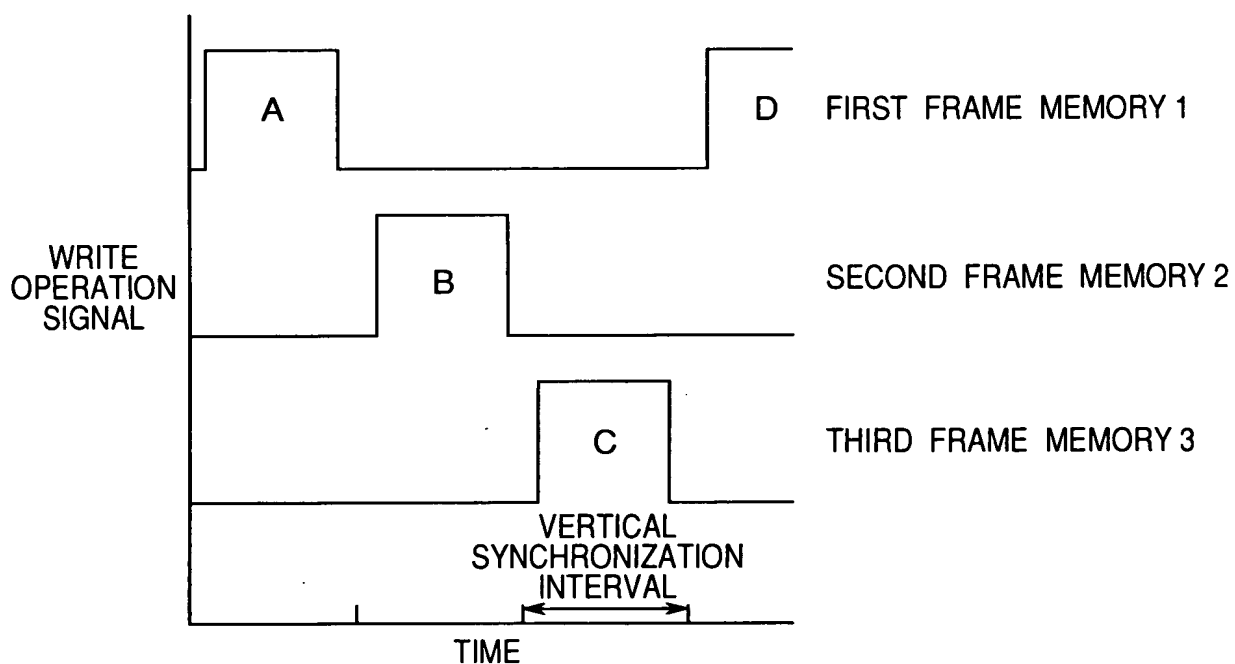 A
D
FIRST FRAME MEMORY 1
WRITE
OPERATION
SIGNAL
B
SECOND FRAME MEMORY 2
C
THIRD FRAME MEMORY 3
VERTICAL
SYNCHRONIZATION
INTERVAL
TIME